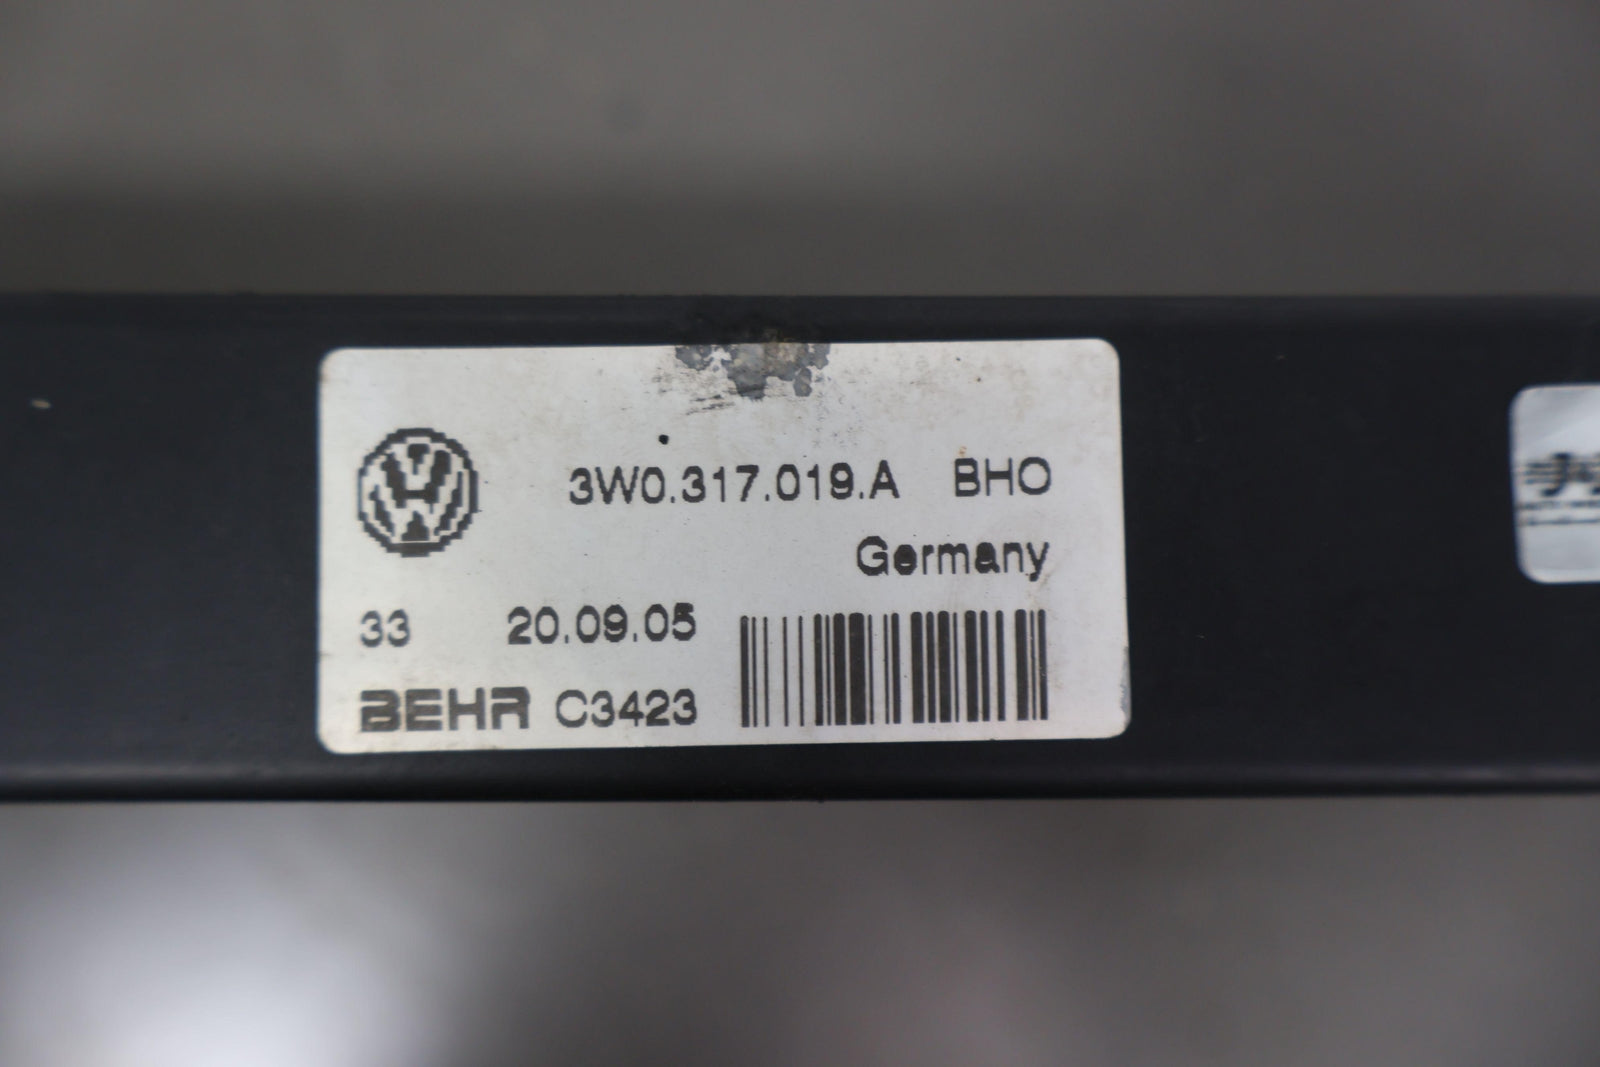 3W0.317.019.A BHO
Germany
33 20.09.05
BEHR C3423